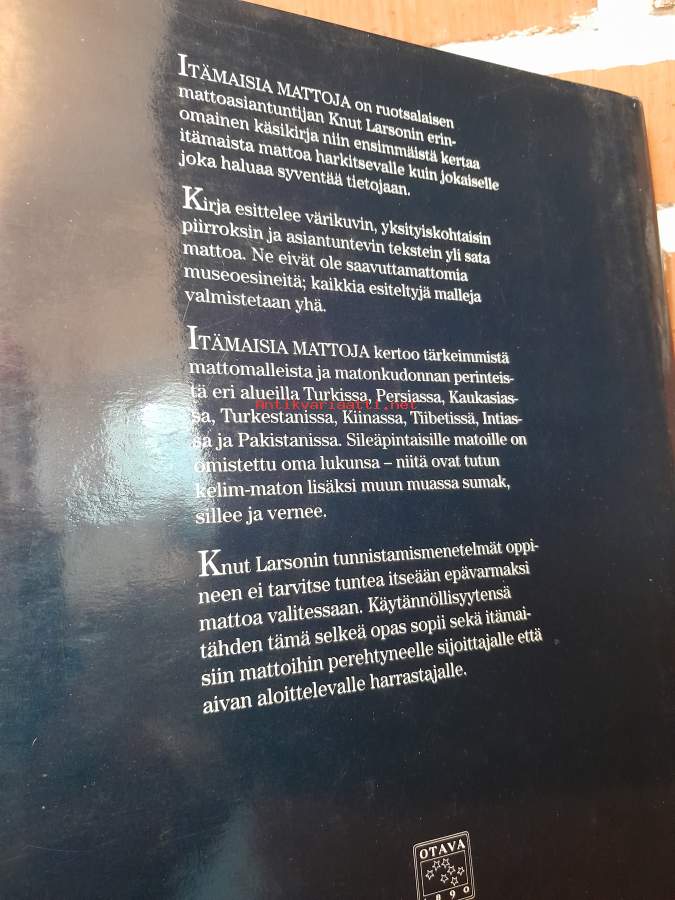 ITÄMAISIA MATTOJA on ruotsalaisen
mattoasiantuntijan Knut Larsonin erin-
omainen käsikirja niin ensimmäistä kertaa
itämaista mattoa harkitsevalle kuin jokaiselle
joka haluaa syventää tietojaan.
Kirja esittelee värikuvin, yksityiskohtaisin
piirroksin ja asiantuntevin tekstein yli sata
mattoa. Ne eivät ole saavuttamattomia
museoesineitä; kaikkia esiteltyjä malleja
valmistetaan yhä.
ITÄMAISIA MATTOJA kertoo tärkeimmistä
mattomalleista ja matonkudonnan perinteis-
tä eri alueilla Turkissa, Persiassa, Kaukasias-
antikvariaatti.net
sa, Turkestanissa, Kiinassa, Tiibetissä, Intias-
sa ja Pakistanissa. Sileäpintaisille matoille on
omistettu oma lukunsa – niitä ovat tutun
kelim-maton lisäksi muun muassa sumak,
sillee ja vernee.
Knut Larsonin tunnistamismenetelmät oppi-
neen ei tarvitse tuntea itseään epävarmaksi
mattoa valitessaan. Käytännöllisyytensä
tähden tämä selkeä opas sopii sekä itämai-
siin mattoihin perehtyneelle sijoittajalle että
aivan aloittelevalle harrastajalle.
OTAVA
1890